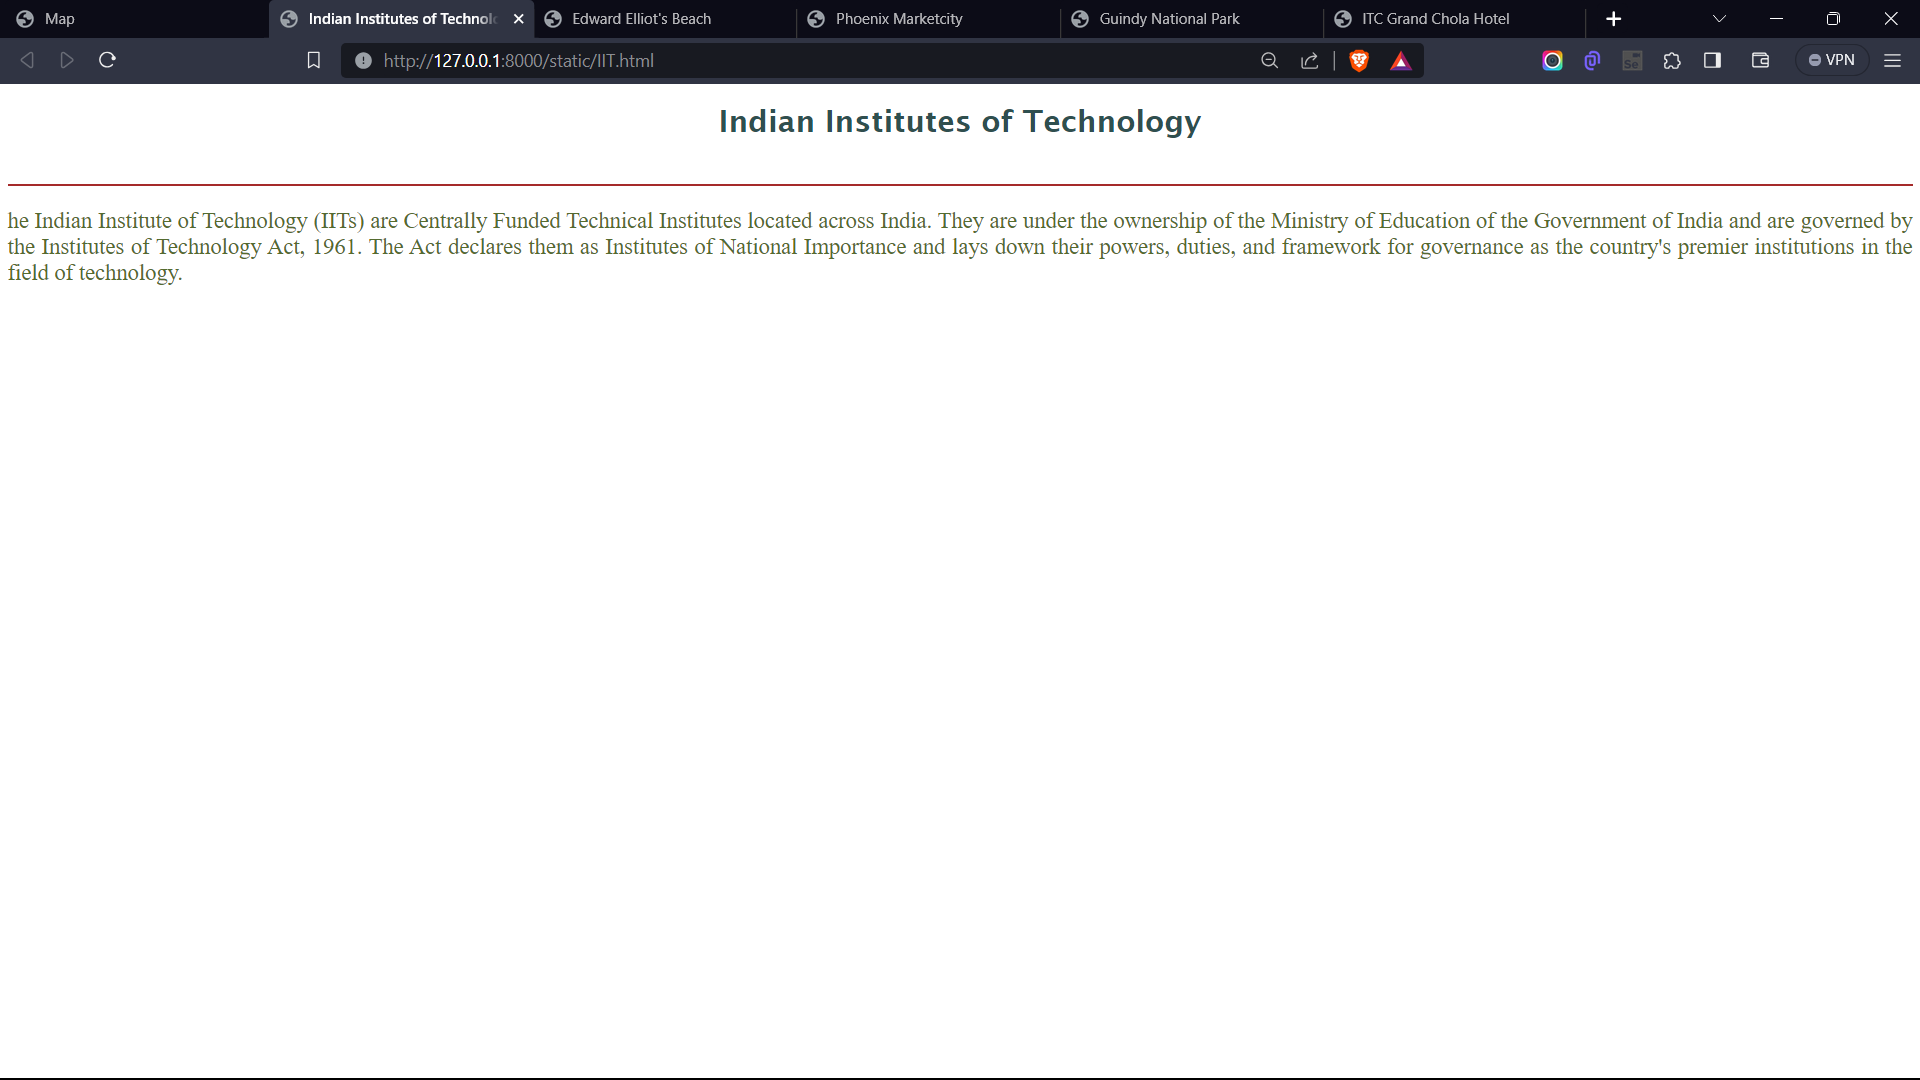 Map
Indian Institutes of Technol
Edward Elliot's Beach
Phoenix Marketcity
Guindy National Park
ITC Grand Chola Hotel
http://127.0.0.1:8000/static/IIT.html
Se
VPN
Indian Institutes of Technology
he Indian Institute of Technology (IITs) are Centrally Funded Technical Institutes located across India. They are under the ownership of the Ministry of Education of the Government of India and are governed by
the Institutes of Technology Act, 1961. The Act declares them as Institutes of National Importance and lays down their powers, duties, and framework for governance as the country's premier institutions in the
field of technology.